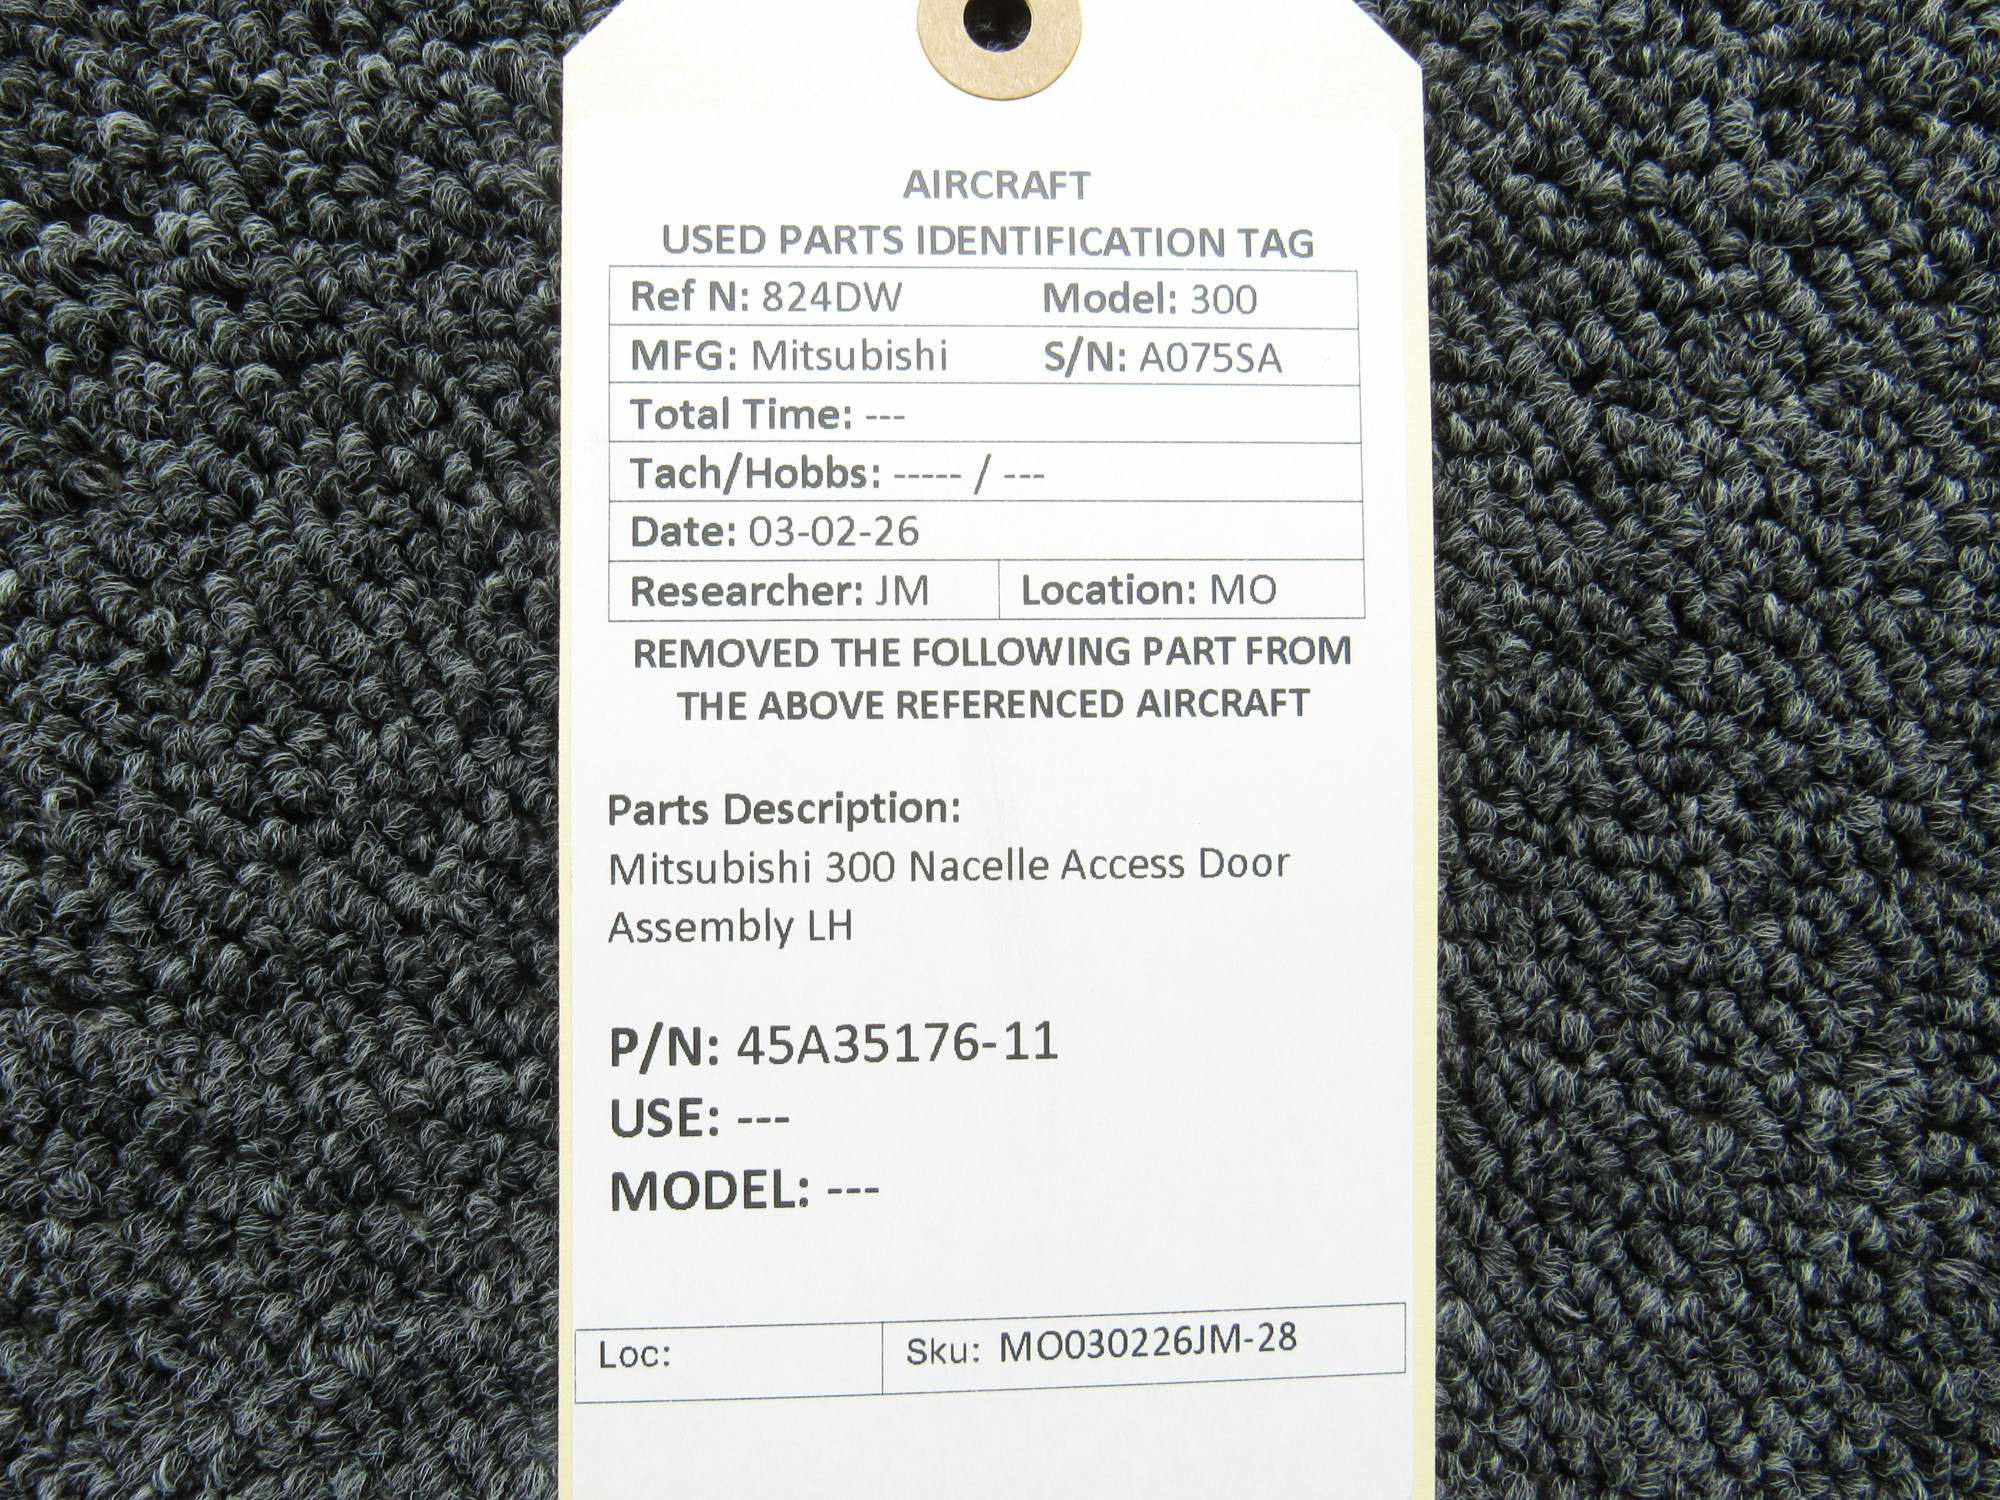 AIRCRAFT
USED PARTS IDENTIFICATION TAG
Ref N: 824DW Model: 300
MFG: Mitsubishi S/N: A075SA
Total Time: ---
Tach/Hobbs: ----- / ---
Date: 03-02-26
Researcher: JM Location: MO
REMOVED THE FOLLOWING PART FROM
THE ABOVE REFERENCED AIRCRAFT
Parts Description:
Mitsubishi 300 Nacelle Access Door
Assembly LH
P/N: 45A35176-11
USE: ---
MODEL: ---
Loc: Sku: MO030226JM-28